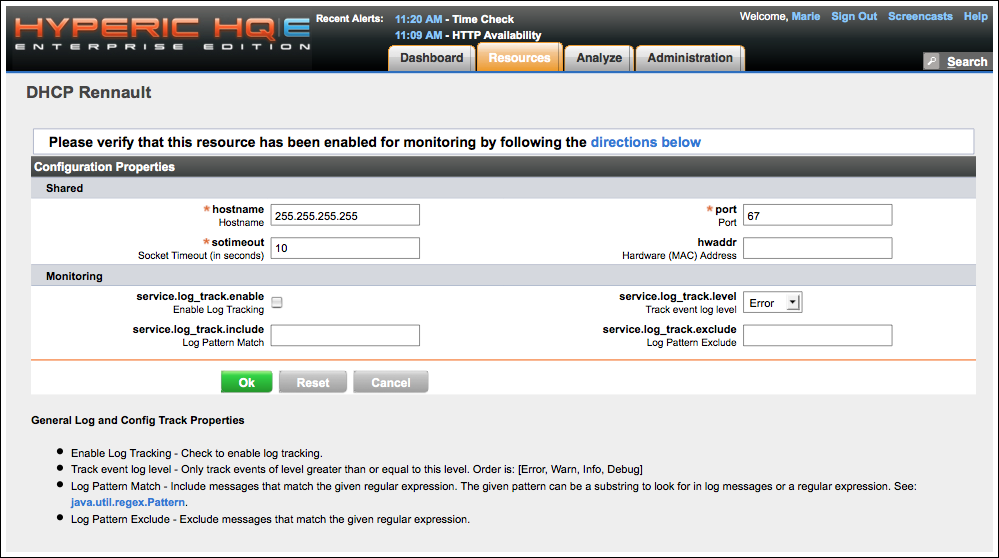 HYPERIC HQE
ENTERPRISE EDITION
Recent Alerts: 11:20 AM - Time Check
11:09 AM - HTTP Availability
Welcome, Marie Sign Out Screencasts Help
Dashboard Resources Analyze Administration
Search
DHCP Rennault
Please verify that this resource has been enabled for monitoring by following the directions below
Configuration Properties
Shared
*hostname 255.255.255.255
Hostname
*port 67
Port
*sotimeout 10
Socket Timeout (in seconds)
hwaddr
Hardware (MAC) Address
Monitoring
service.log_track.enable
Enable Log Tracking
service.log_track.level Error
Track event log level
service.log_track.include
Log Pattern Match
service.log_track.exclude
Log Pattern Exclude
Ok Reset Cancel
General Log and Config Track Properties
• Enable Log Tracking - Check to enable log tracking.
• Track event log level - Only track events of level greater than or equal to this level. Order is: [Error, Warn, Info, Debug]
• Log Pattern Match - Include messages that match the given regular expression. The given pattern can be a substring to look for in log messages or a regular expression. See:
java.util.regex.Pattern.
• Log Pattern Exclude - Exclude messages that match the given regular expression.